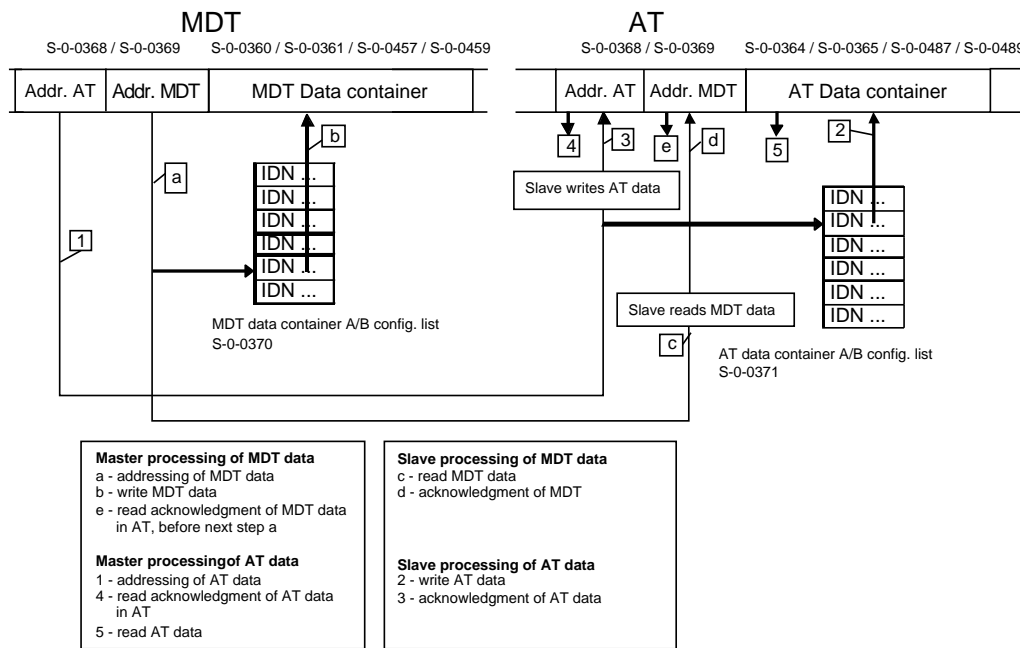 MDT
AT
S-0-0368 / S-0-0369
S-0-0360 / S-0-0361 / S-0-0457 / S-0-0459
S-0-0368 / S-0-0369
S-0-0364 / S-0-0365 / S-0-0487 / S-0-0489
Addr. AT
Addr. MDT
MDT Data container
Addr. AT
Addr. MDT
AT Data container
b
4
3
e
d
5
2
a
IDN ...
IDN ...
IDN ...
IDN ...
IDN ...
IDN ...
Slave writes AT data
IDN ...
IDN ...
IDN ...
IDN ...
IDN ...
IDN ...
1
Slave reads MDT data
MDT data container A/B config. list
S-0-0370
c
AT data container A/B config. list
S-0-0371
Master processing of MDT data
a - addressing of MDT data
b - write MDT data
e - read acknowledgment of MDT data
in AT, before next step a
Master processingof AT data
1 - addressing of AT data
4 - read acknowledgment of AT data
in AT
5 - read AT data
Slave processing of MDT data
c - read MDT data
d - acknowledgment of MDT
Slave processing of AT data
2 - write AT data
3 - acknowledgment of AT data